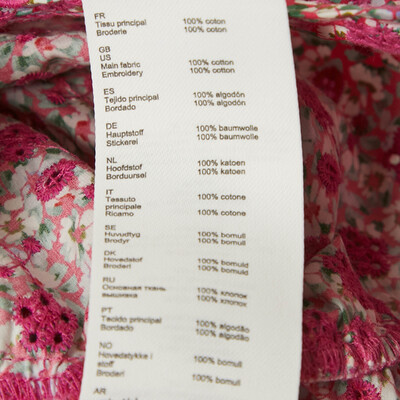 FR
Tissu principal 100% coton
Broderie 100% coton
GB
US
Main fabric 100% cotton
Embroidery 100% cotton
ES
Tejido principal 100% algodón
Bordado 100% algodón
DE
Hauptstoff 100% baumwolle
Stickerei 100% baumwolle
NL
Hoofdstof 100% katoen
Borduursel 100% katoen
IT
Tessuto 100% cotone
principale
Ricamo 100% cotone
SE
Huvudtyg 100% bomull
Brodyr 100% bomull
DK
Hovedstof 100% bomuld
Broderi 100% bomuld
RU
Основная ткань 100% хлопок
вышивка 100% хлопок
PT
Tecido principal 100% algodão
Bordado 100% algodão
NO
Hovedstykke i 100% bomull
stoff
Broderi 100% bomull
AR